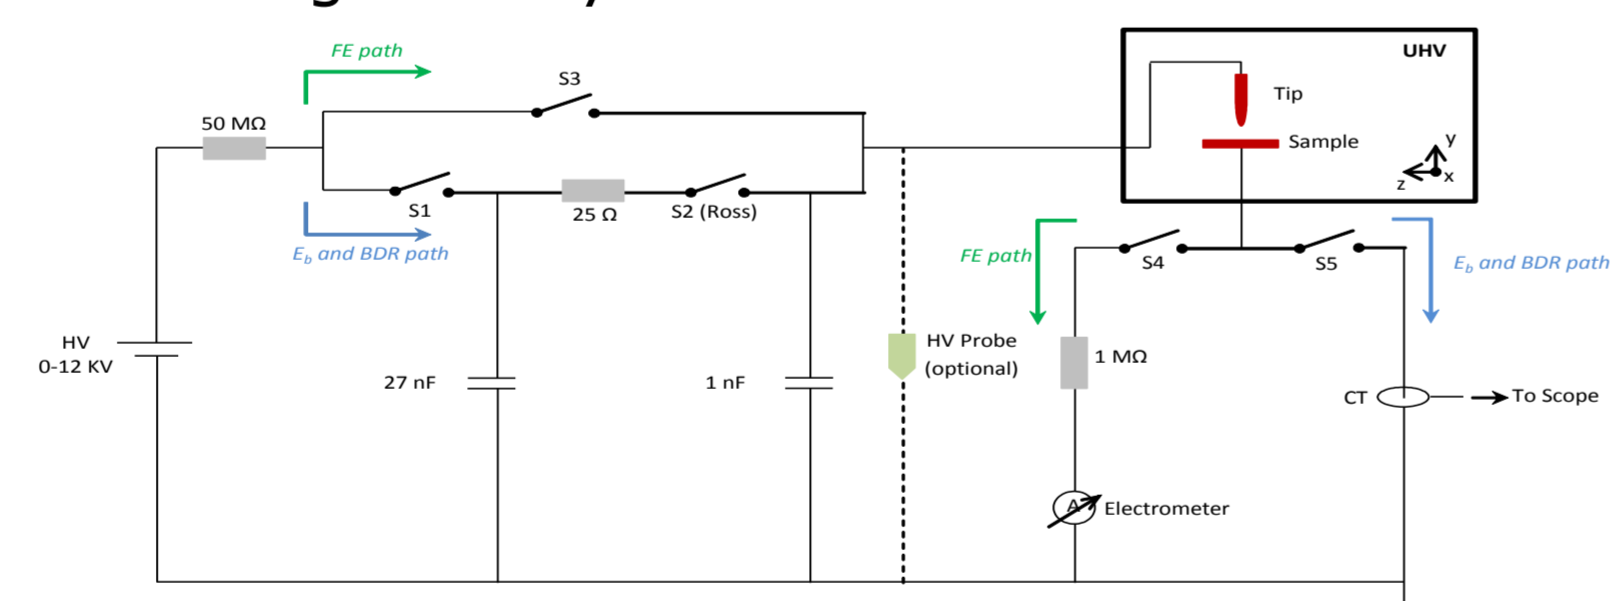 FE path
S3
UHV
50 MΩ
Tip
Sample
y
z
x
S1
25 Ω
S2 (Ross)
E_b and BDR path
FE path
S4
S5
E_b and BDR path
HV
0-12 KV
27 nF
1 nF
HV Probe
(optional)
1 MΩ
CT
To Scope
A
Electrometer